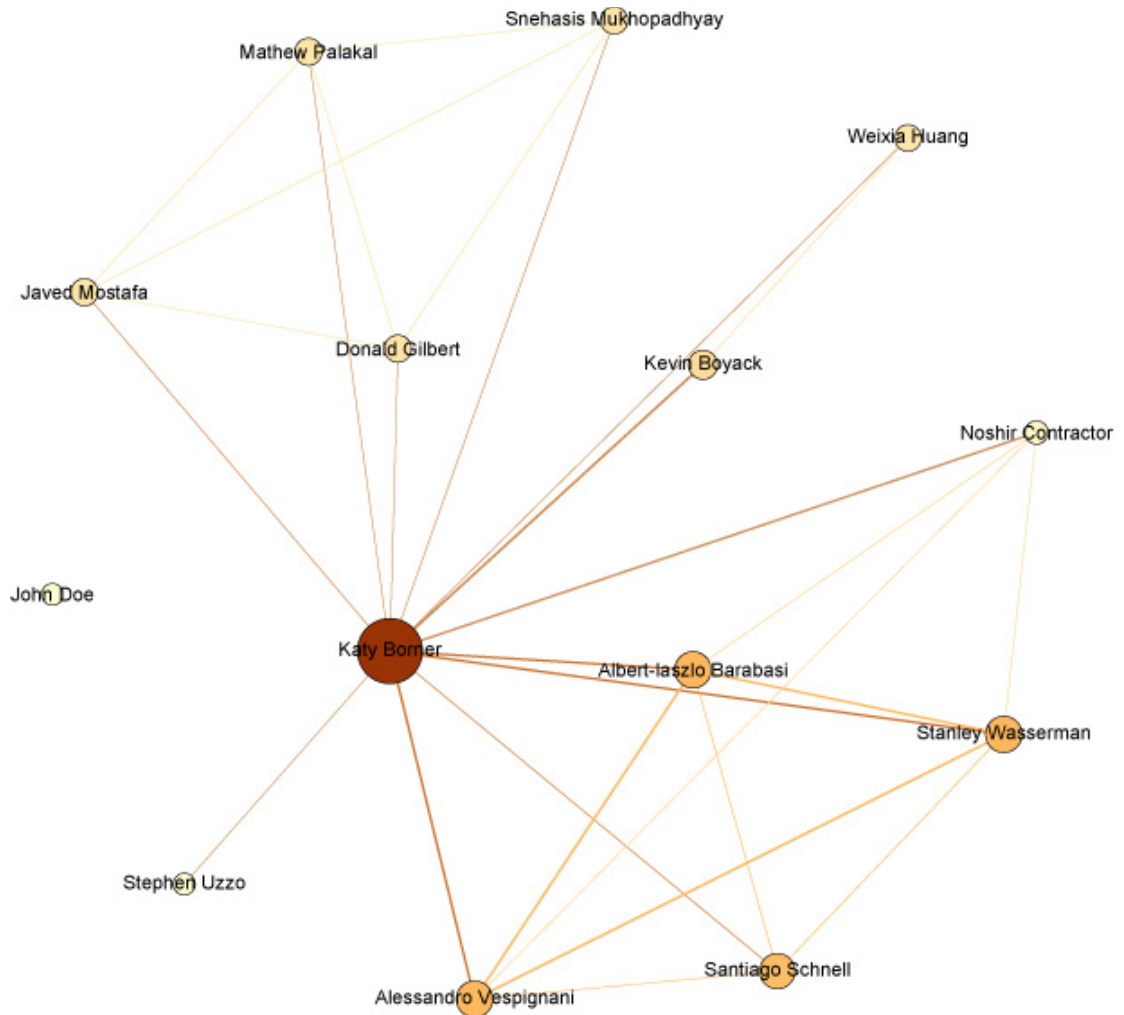 Snehasis Mukhopadhyay
Mathew Palakal
Weixia Huang
Javed Mostafa
Donald Gilbert
Kevin Boyack
Noshir Contractor
John Doe
Katy Borner
Albert-laszlo Barabasi
Stanley Wasserman
Stephen Uzzo
Santiago Schnell
Alessandro Vespignani